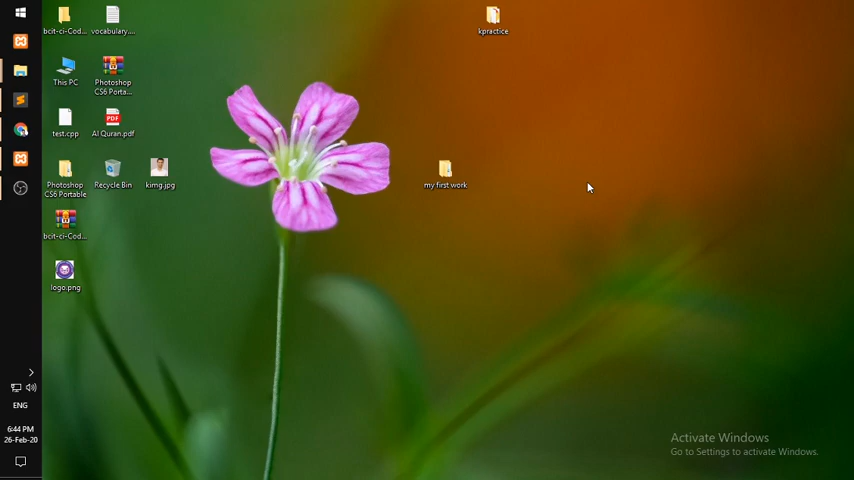 bcit-ci-Cod...
vocabulary....
kpractice
This PC
Photoshop
CS6 Porta...
test.cpp
Al Quran.pdf
PDF
Photoshop
CS6 Portable
Recycle Bin
kimg.jpg
my first work
bcit-ci-Cod...
logo.png
ENG
6:44 PM
26-Feb-20
Activate Windows
Go to Settings to activate Windows.